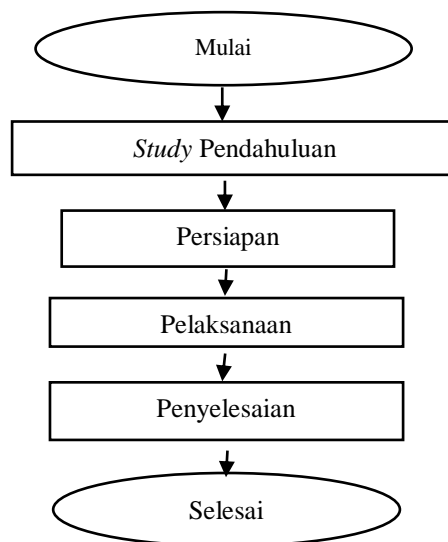 Mulai
Study Pendahuluan
Persiapan
Pelaksanaan
Penyelesaian
Selesai